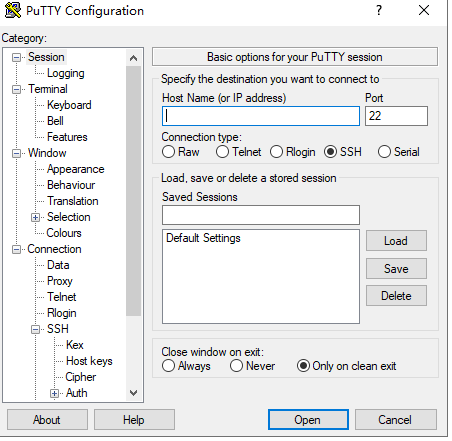 PuTTY Configuration
?
Category:
Session
Logging
Terminal
Keyboard
Bell
Features
Window
Appearance
Behaviour
Translation
Selection
Colours
Connection
Data
Proxy
Telnet
Rlogin
SSH
Kex
Host keys
Cipher
Auth
Basic options for your PuTTY session
Specify the destination you want to connect to
Host Name (or IP address) Port
22
Connection type:
Raw Telnet Rlogin SSH Serial
Load, save or delete a stored session
Saved Sessions
Default Settings
Load
Save
Delete
Close window on exit:
Always Never Only on clean exit
About Help Open Cancel